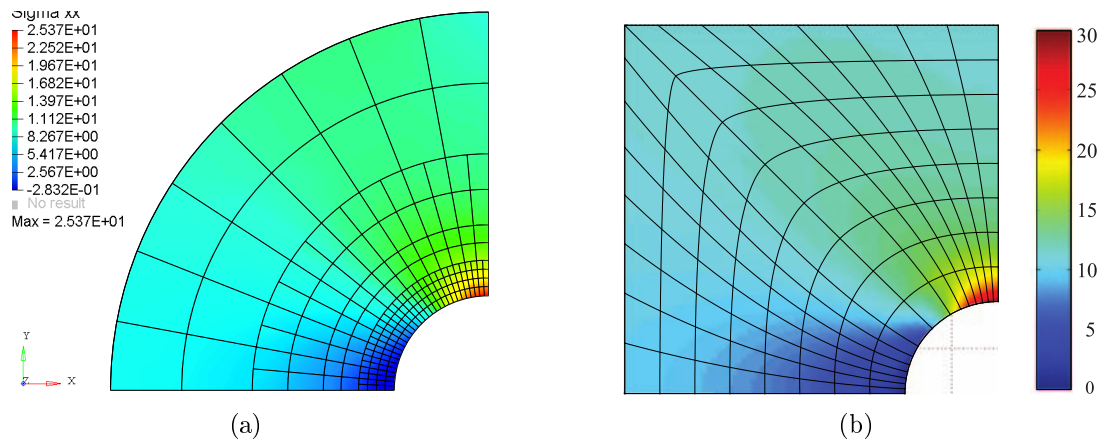 Sigma xx
2.537E+01
2.252E+01
1.967E+01
1.682E+01
1.397E+01
1.112E+01
8.267E+00
5.417E+00
2.567E+00
-2.832E-01
No result
Max = 2.537E+01
Y
Z X
(a)
30
25
20
15
10
5
0
(b)